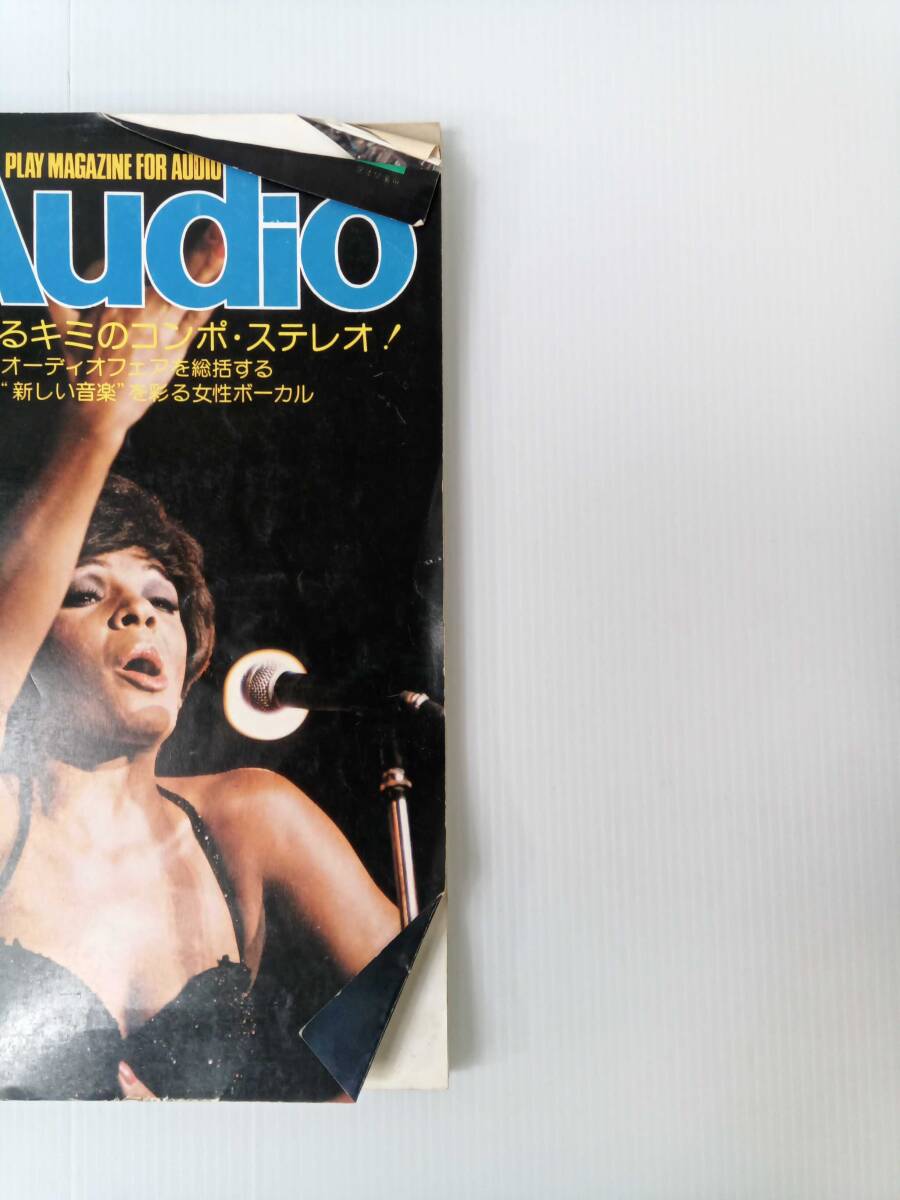 PLAY MAGAZINE FOR AUDIO
Audio
るキミのコンポ・ステレオ!
オーディオフェアを総括する
“新しい音楽”を彩る女性ボーカル